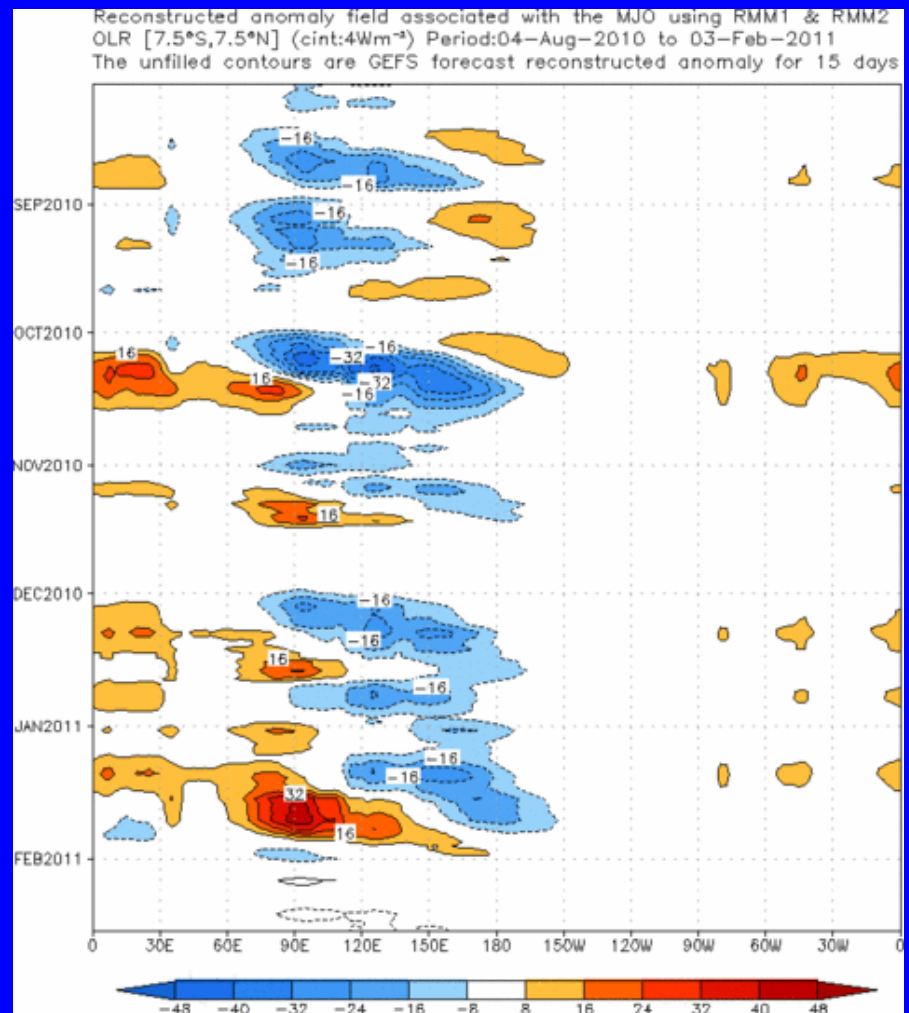 Reconstructed anomaly field associated with the MJO using RMM1 & RMM2
OLR [7.5°S,7.5°N] (cint:4Wm⁻²) Period:04-Aug-2010 to 03-Feb-2011
The unfilled contours are GEFS forecast reconstructed anomaly for 15 days
-16
-16
SEP2010
-16
-16
OCT2010
16
-16
-32
16
-32
-16
NOV2010
16
DEC2010
-16
-16
16
-16
JAN2011
-16
-16
32
16
FEB2011
0 30E 60E 90E 120E 150E 180 150W 120W 90W 60W 30W 0
-48 -40 -32 -24 -16 -8 8 16 24 32 40 48